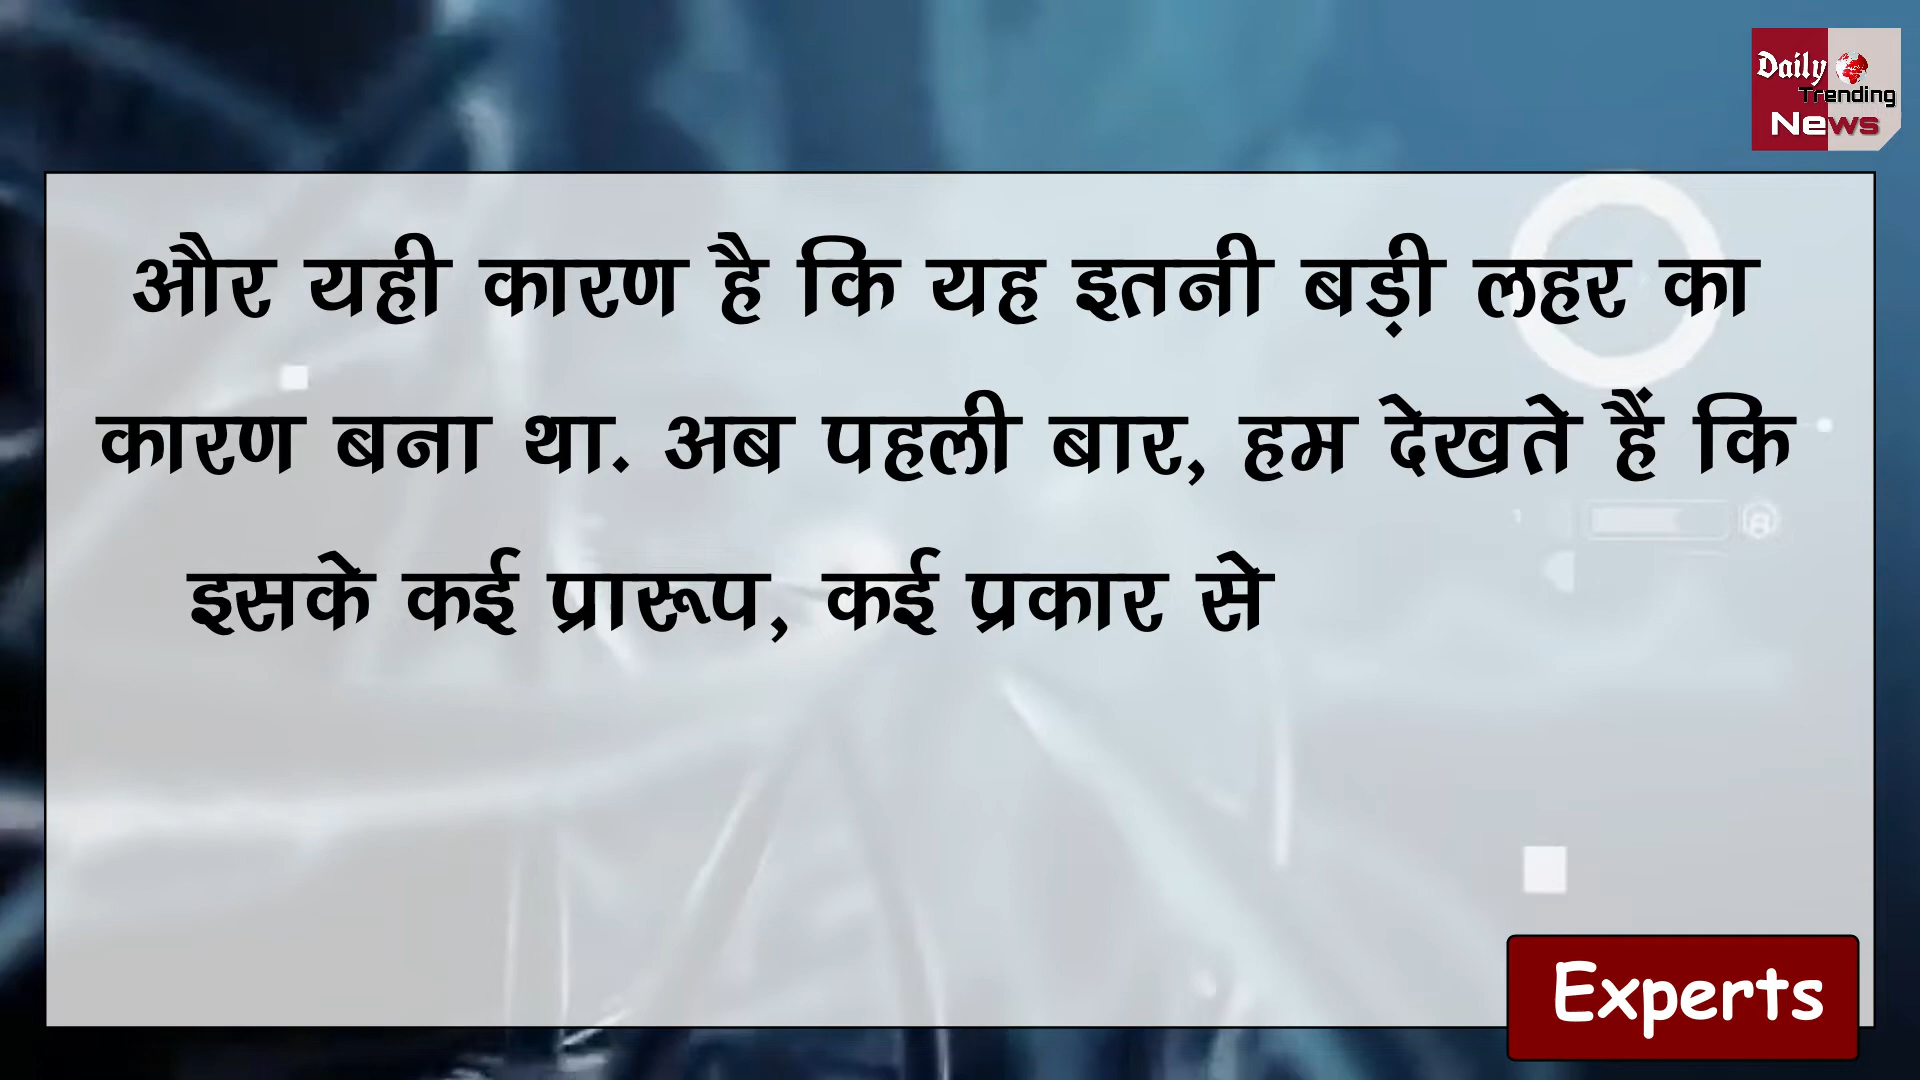 Daily
Trending
News
और यही कारण है कि यह इतनी बड़ी लहर का
कारण बना था. अब पहली बार, हम देखते हैं कि
इसके कई प्रारूप, कई प्रकार से
Experts